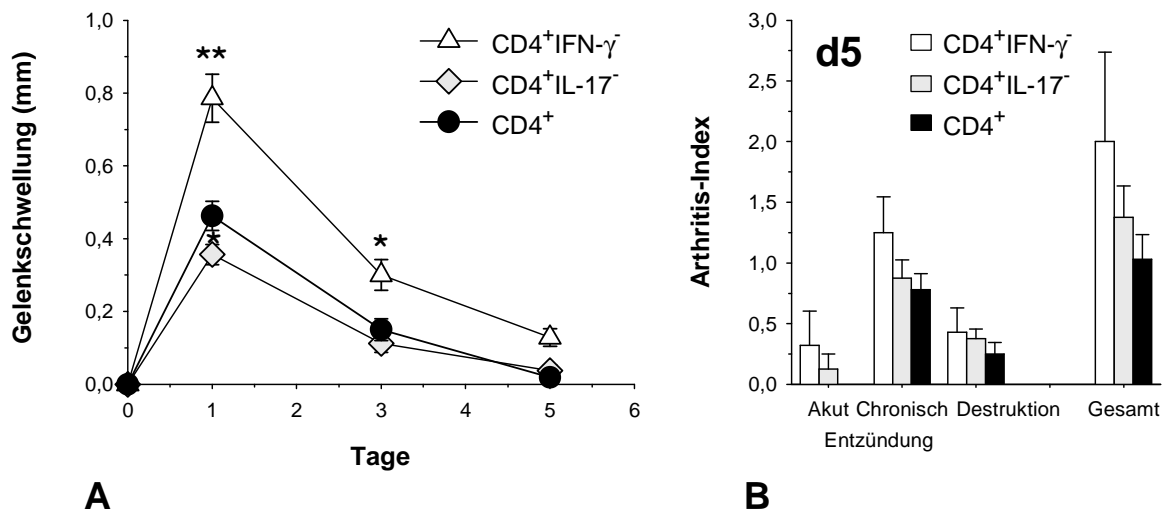 1,0
0,8
0,6
0,4
0,2
0,0
Gelenkschwellung (mm)
**
*
*
CD4⁺IFN-γ⁻
CD4⁺IL-17⁻
CD4⁺
0 1 2 3 4 5 6
Tage
A
3,0
2,5
2,0
1,5
1,0
0,5
0,0
Arthritis-Index
d5
CD4⁺IFN-γ⁻
CD4⁺IL-17⁻
CD4⁺
Akut Chronisch Destruktion Gesamt
Entzündung
B